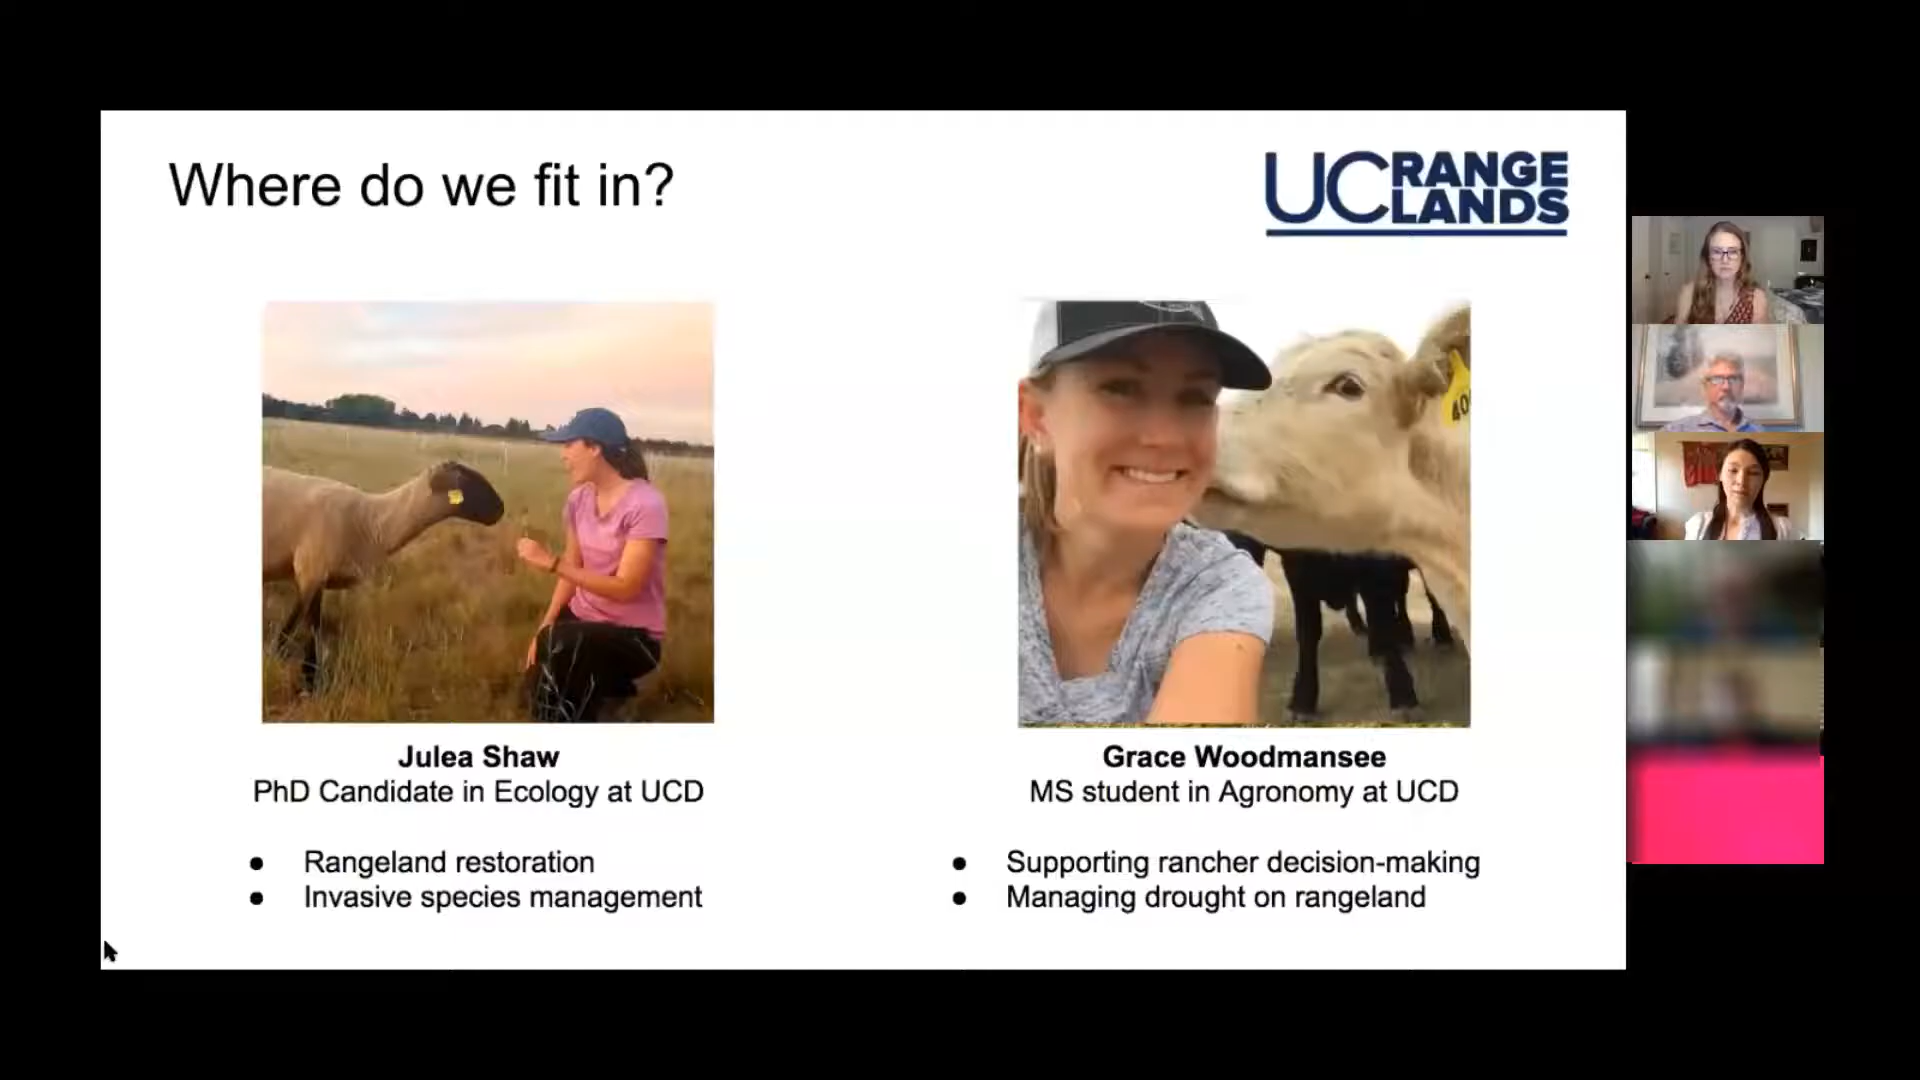 Where do we fit in?
UC RANGE
LANDS
40
Julea Shaw
PhD Candidate in Ecology at UCD
● Rangeland restoration
● Invasive species management
Grace Woodmansee
MS student in Agronomy at UCD
● Supporting rancher decision-making
● Managing drought on rangeland